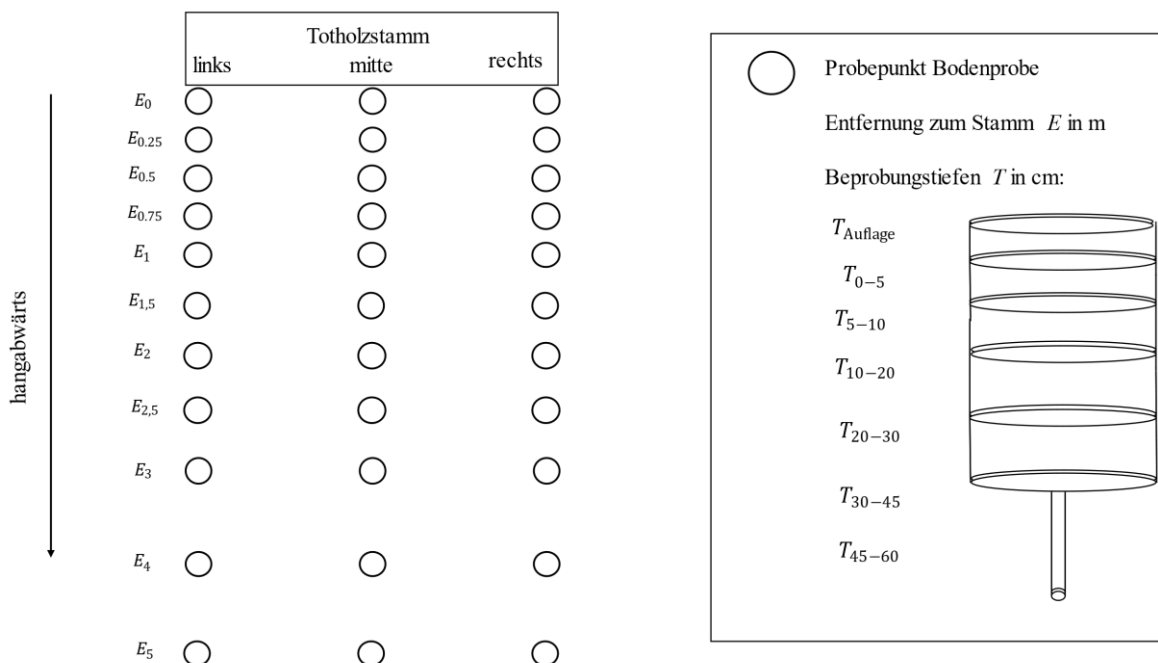 Totholzstamm
links mitte rechts
E0
E0.25
E0.5
E0.75
E1
E1,5
E2
E2,5
E3
E4
E5
hangabwärts
Probepunkt Bodenprobe
Entfernung zum Stamm E in m
Beprobungstiefen T in cm:
TAuflage
T0−5
T5−10
T10−20
T20−30
T30−45
T45−60